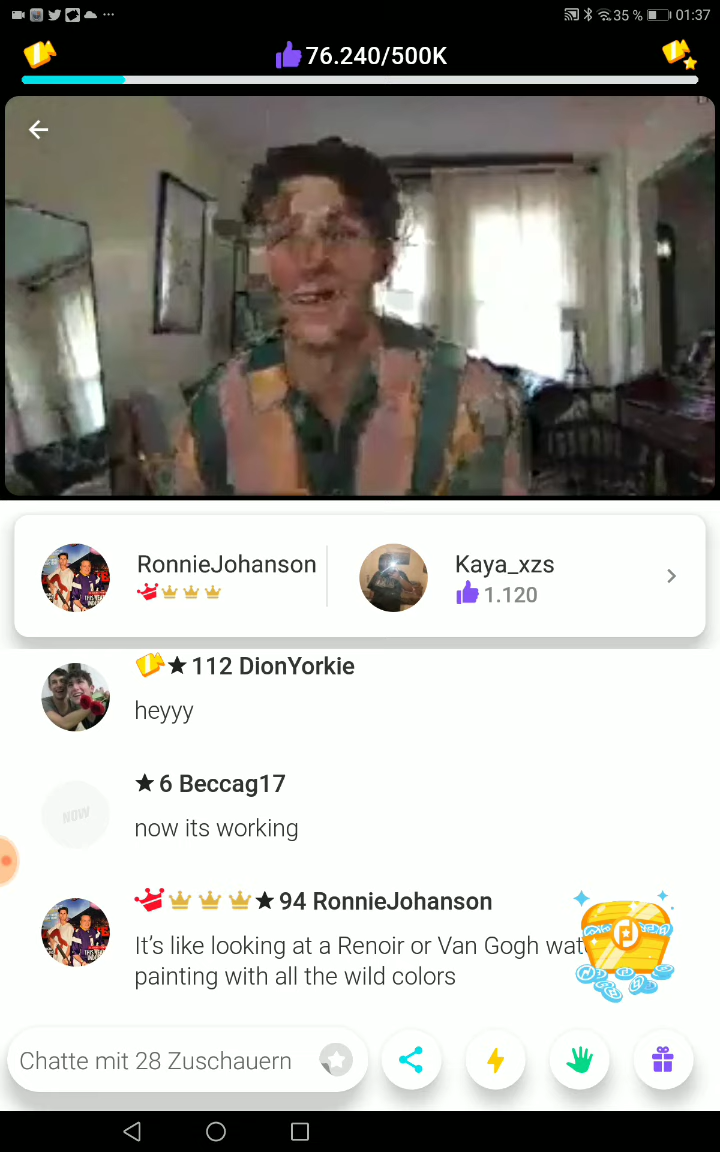 35 % 01:37
76.240/500K
RonnieJohanson
Kaya_xzs
1.120
112 DionYorkie
heyyy
6 Beccag17
NOW
now its working
94 RonnieJohanson
It's like looking at a Renoir or Van Gogh wat
painting with all the wild colors
Chatte mit 28 Zuschauern